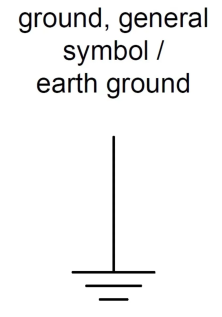 ground, general
symbol /
earth ground